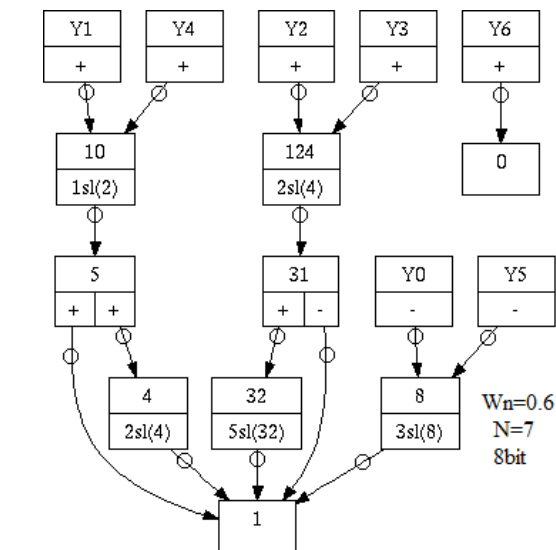 Y1 Y4 Y2 Y3 Y6
+ + + + +
10 124 0
1sl(2) 2sl(4)
5 31 Y0 Y5
+ + + - - -
4 32 8 Wn=0.6
2sl(4) 5sl(32) 3sl(8) N=7
8bit
1